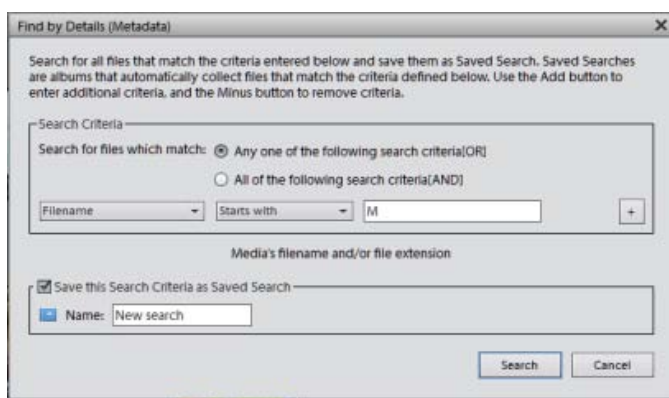 Find by Details (Metadata)
Search for all files that match the criteria entered below and save them as Saved Search. Saved Searches
are albums that automatically collect files that match the criteria defined below. Use the Add button to
enter additional criteria, and the Minus button to remove criteria.
Search Criteria
Search for files which match: Any one of the following search criteria[OR]
All of the following search criteria[AND]
Filename Starts with M +
Media's filename and/or file extension
Save this Search Criteria as Saved Search
Name: New search
Search Cancel